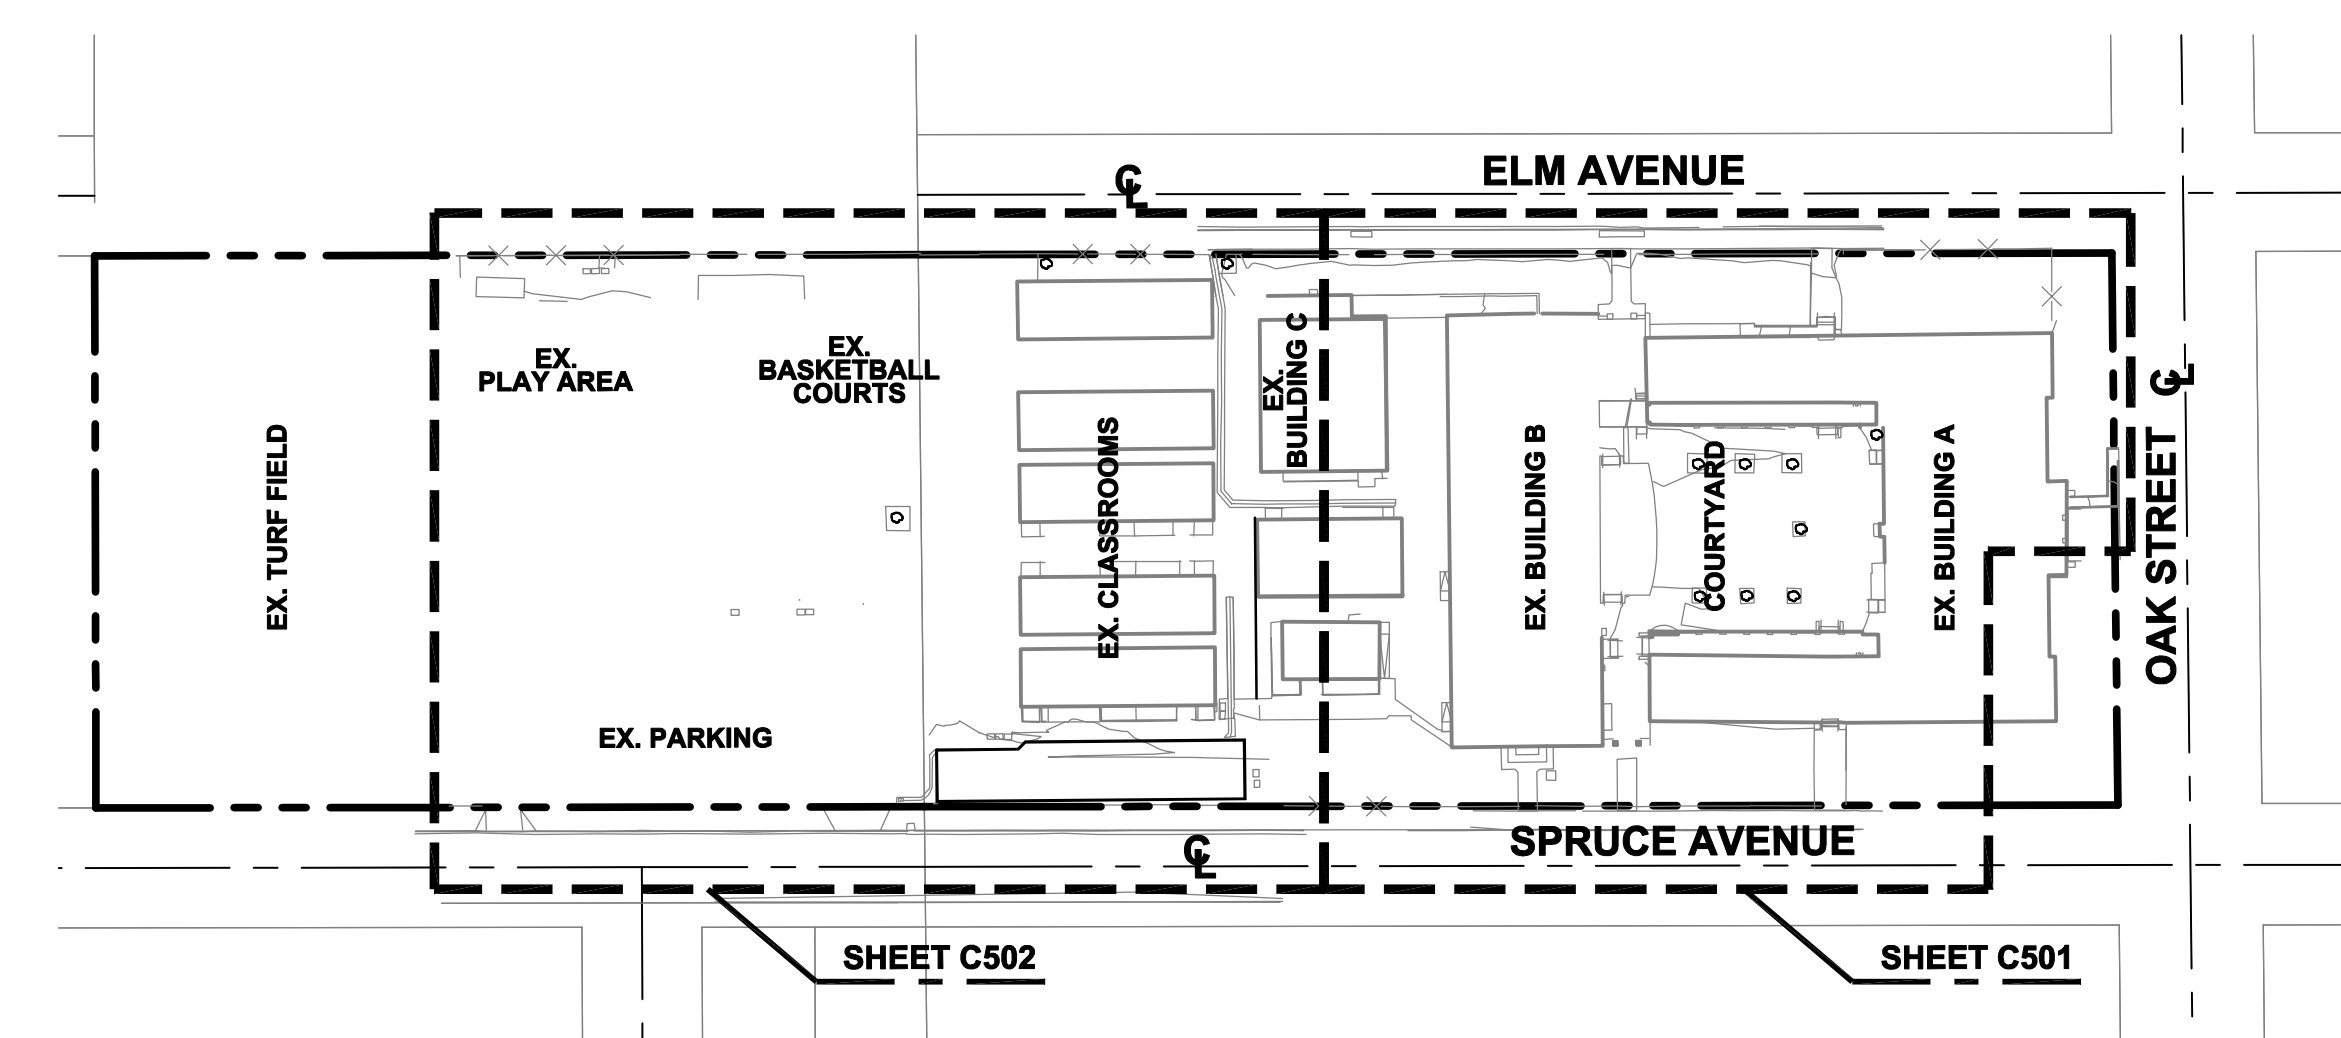 ELM AVENUE
℄
EX.
PLAY AREA
EX.
BASKETBALL
COURTS
EX. TURF FIELD
EX. PARKING
EX. CLASSROOMS
EX.
BUILDING C
EX. BUILDING B
COURTYARD
EX. BUILDING A
OAK STREET ℄
SPRUCE AVENUE
℄
SHEET C502
SHEET C501